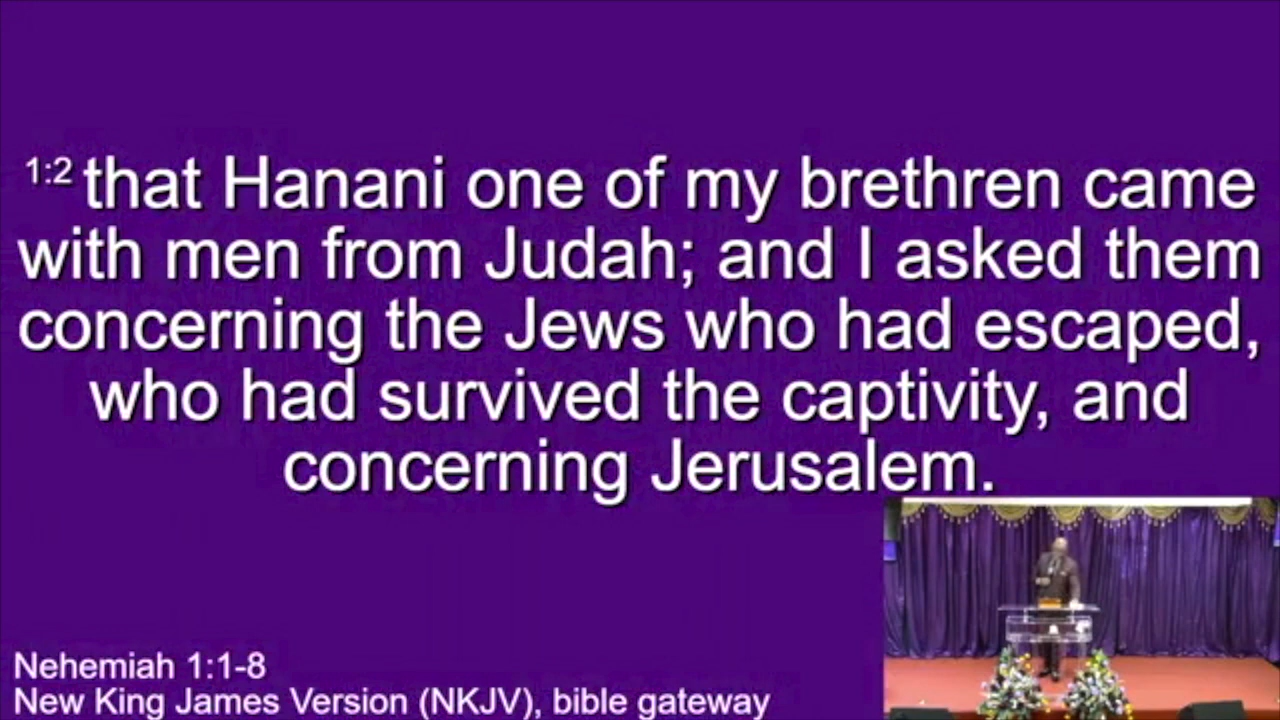 1:2 that Hanani one of my brethren came
with men from Judah; and I asked them
concerning the Jews who had escaped,
who had survived the captivity, and
concerning Jerusalem.
Nehemiah 1:1-8
New King James Version (NKJV), bible gateway